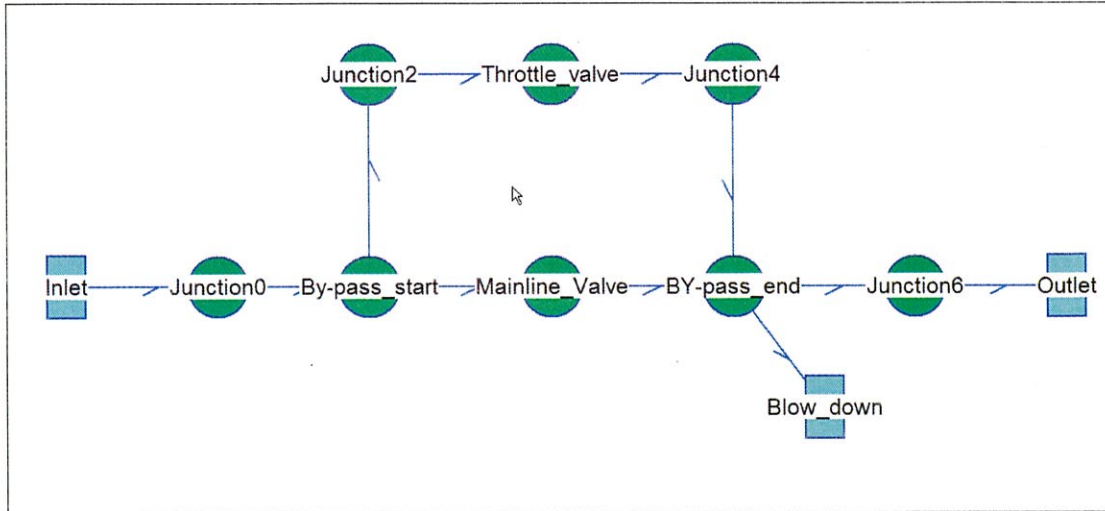 Junction2 Throttle_valve Junction4
Inlet Junction0 By-pass_start Mainline_Valve BY-pass_end Junction6 Outlet
Blow_down